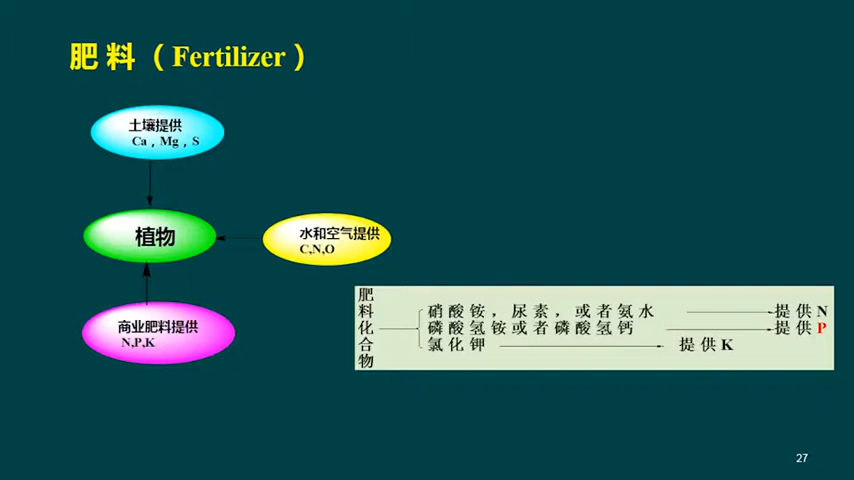 肥 料 （Fertilizer）
土壤提供
Ca，Mg，S
植物
水和空气提供
C,N,O
商业肥料提供
N,P,K
肥料化合物
硝酸铵，尿素，或者氨水
提供N
磷酸氢铵或者磷酸氢钙
提供P
氯化钾
提供K
27